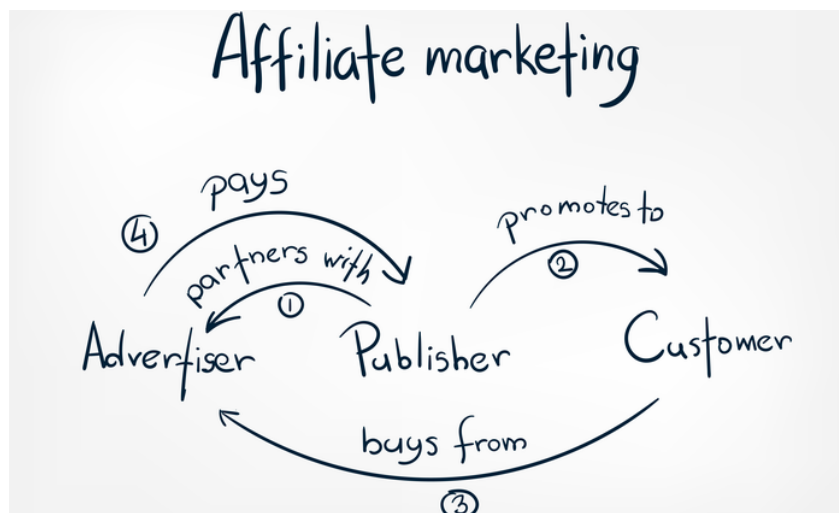 Affiliate marketing
pays
4
promotes to
partners with
2
1
Advertiser
Publisher
Customer
buys from
3